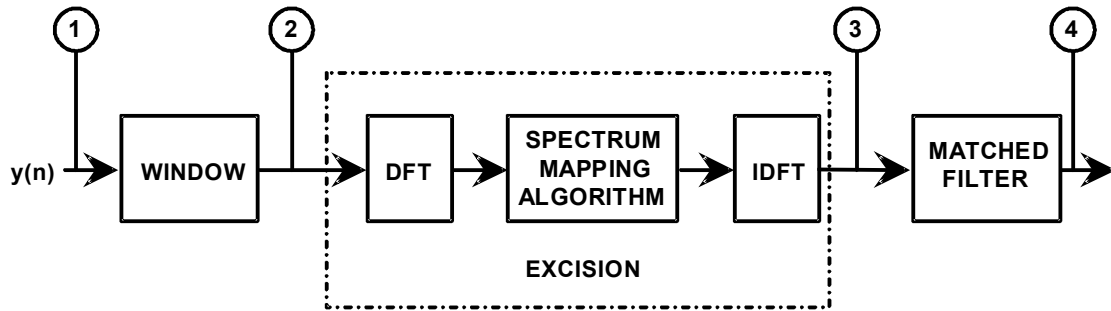 1
2
3
4
y(n)
WINDOW
DFT
SPECTRUM
MAPPING
ALGORITHM
IDFT
MATCHED
FILTER
EXCISION